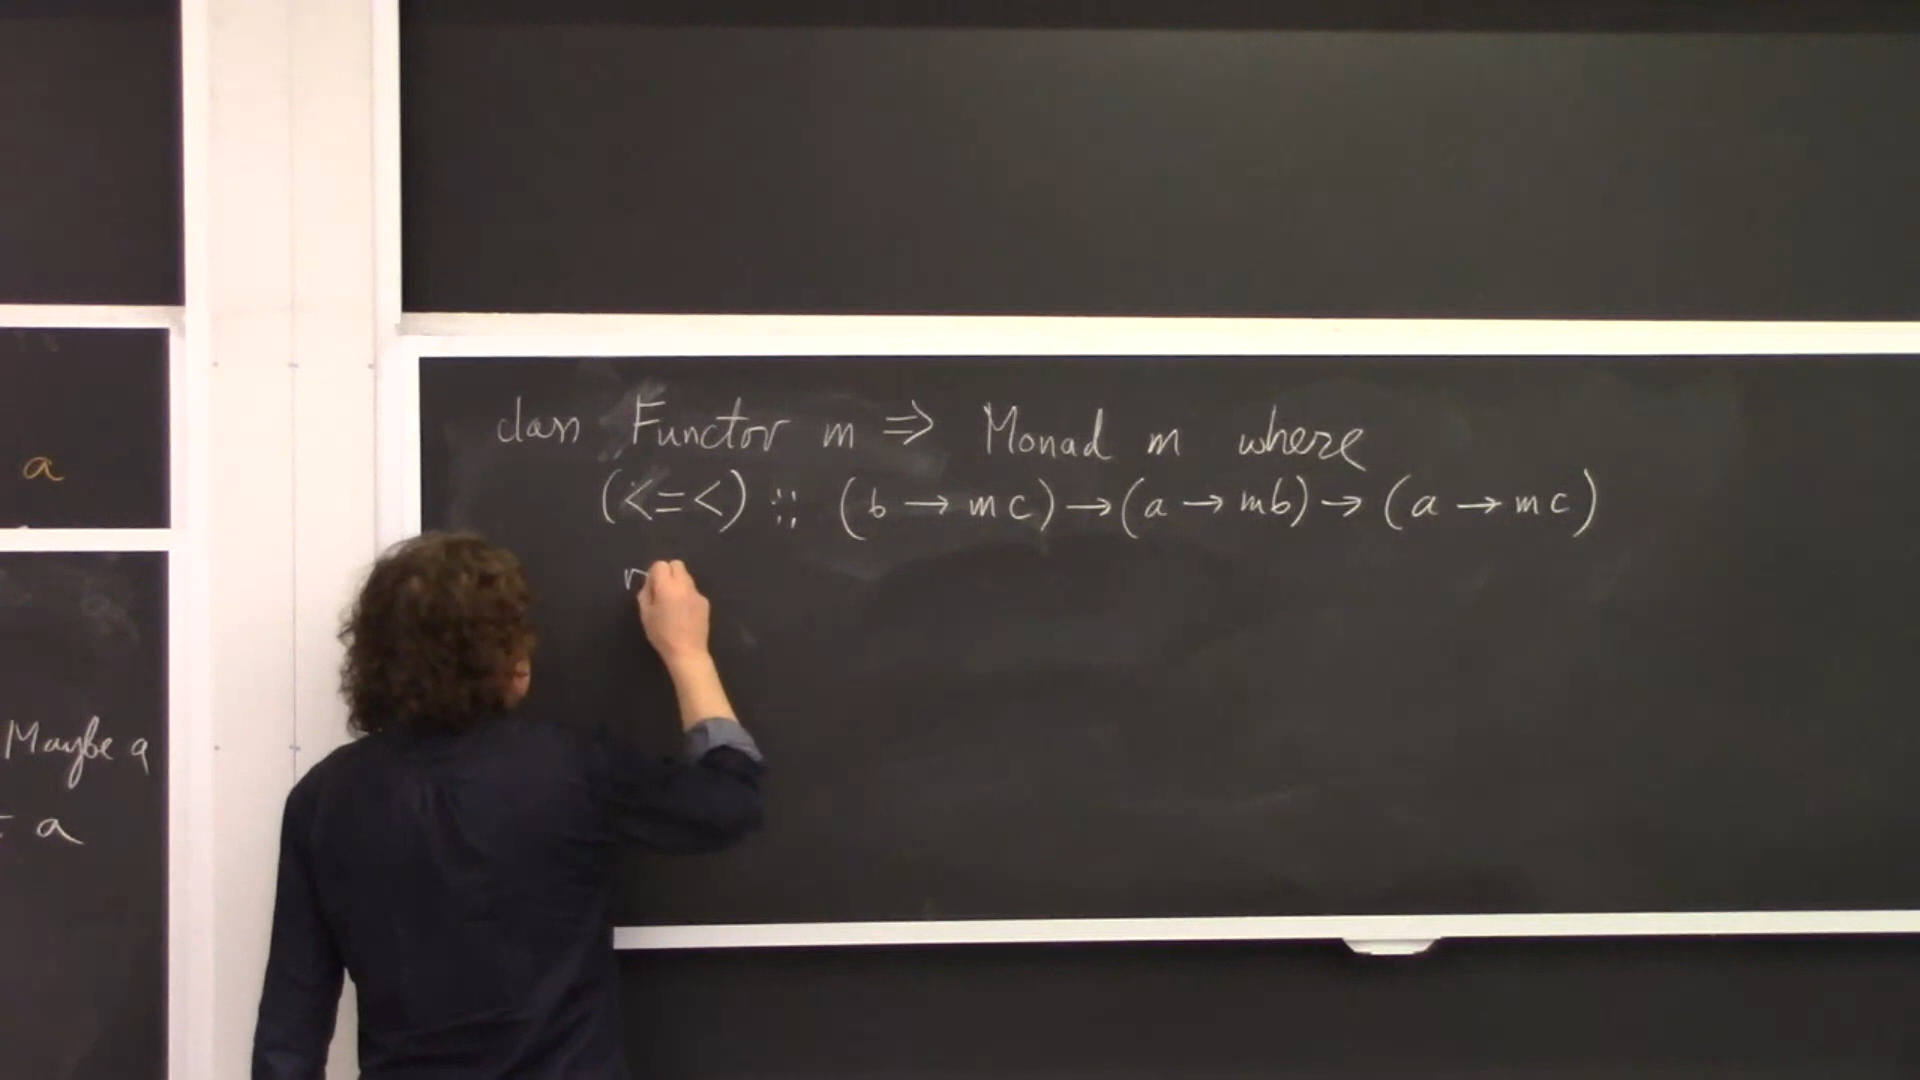 a
Maybe a
= a
class Functor m ⇒ Monad m where
(<=<) :: (b → m c) → (a → m b) → (a → m c)
r